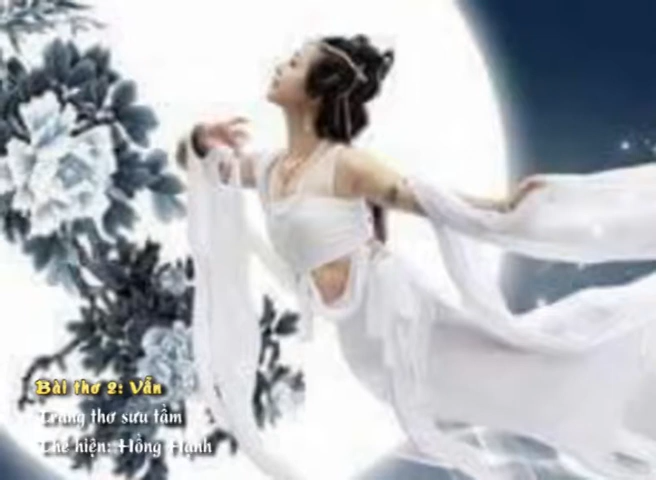 Bài thơ 2: Vẫn
Trang thơ sưu tầm
Thể hiện: Hồng Hạnh